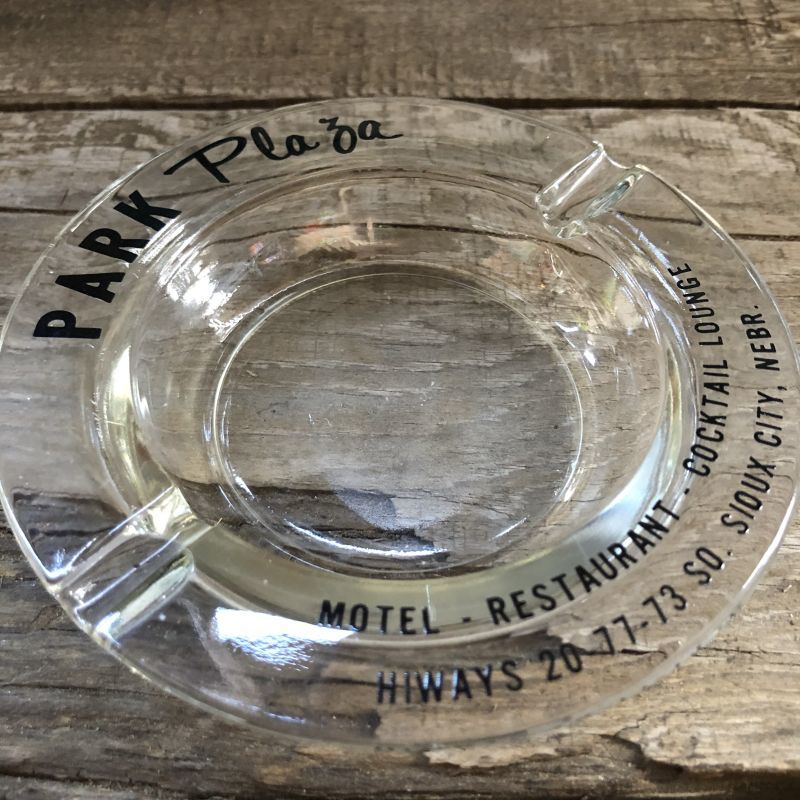 PARK Plaza
MOTEL - RESTAURANT - COCKTAIL LOUNGE
HIWAYS 20-77-73 SO. SIOUX CITY, NEBR.